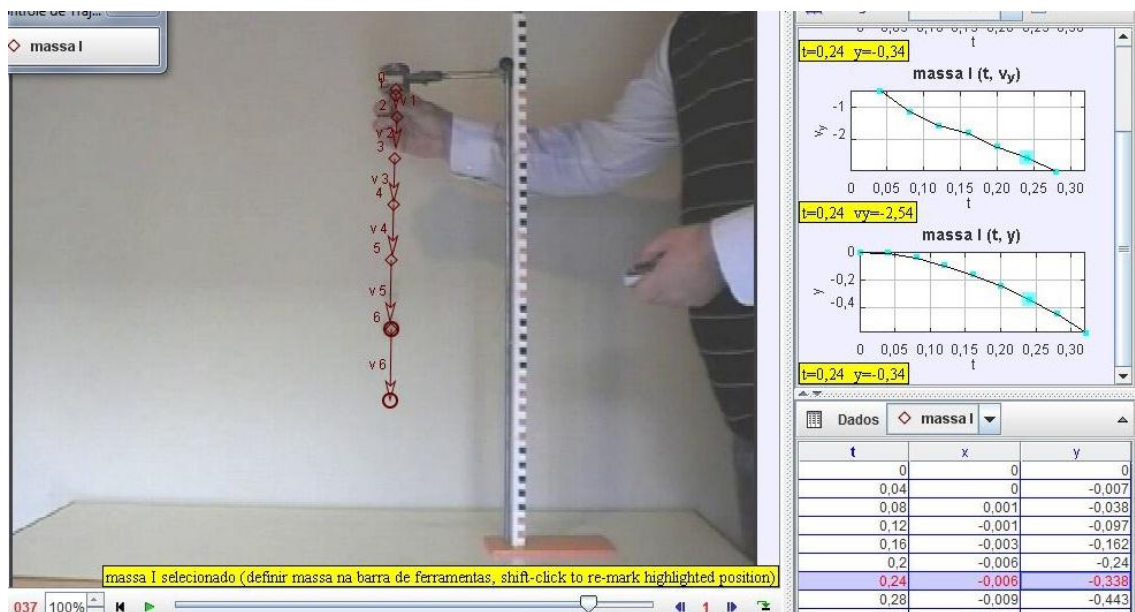 massa I
0
1
v 1
2
v 2
3
v 3
4
v 4
5
v 5
6
v 6
massa I selecionado (definir massa na barra de ferramentas, shift-click to re-mark highlighted position)
037 100% 1
t
t=0,24 y=-0,34
massa I (t, vy)
-1
-2
vy
0 0,05 0,10 0,15 0,20 0,25 0,30
t
t=0,24 vy=-2,54
massa I (t, y)
0
-0,2
-0,4
y
0 0,05 0,10 0,15 0,20 0,25 0,30
t
t=0,24 y=-0,34
Dados massa I
t x y
0 0 0
0,04 0 -0,007
0,08 0,001 -0,038
0,12 -0,001 -0,097
0,16 -0,003 -0,162
0,2 -0,006 -0,24
0,24 -0,006 -0,338
0,28 -0,009 -0,443